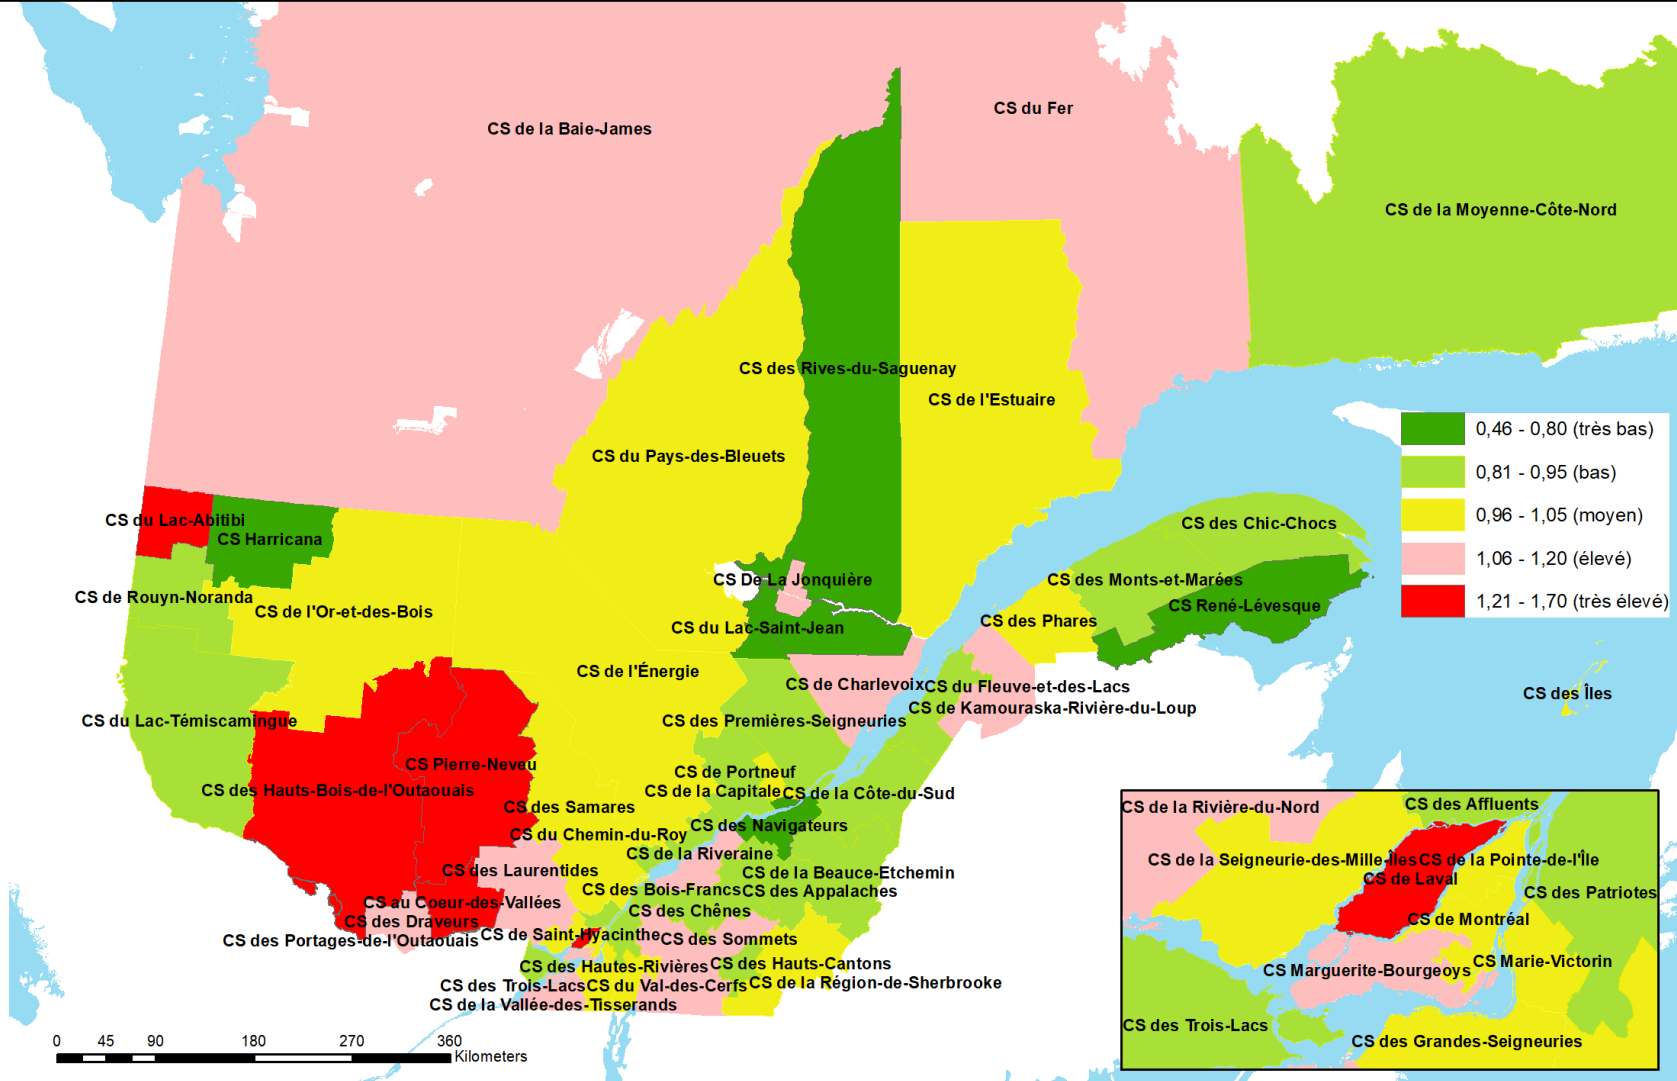 CS du Fer
CS de la Baie-James
CS de la Moyenne-Côte-Nord
CS des Rives-du-Saguenay
CS de l'Estuaire
0,46 - 0,80 (très bas)
CS du Pays-des-Bleuets
0,81 - 0,95 (bas)
0,96 - 1,05 (moyen)
CS du Lac-Abitibi
CS des Chic-Chocs
CS Harricana
1,06 - 1,20 (élevé)
CS De La Jonquière
CS des Monts-et-Marées
CS de Rouyn-Noranda
1,21 - 1,70 (très élevé)
CS René-Lévesque
CS de l'Or-et-des-Bois
CS des Phares
CS du Lac-Saint-Jean
CS de l'Énergie
CS de Charlevoix
CS du Fleuve-et-des-Lacs
CS des Îles
CS de Kamouraska-Rivière-du-Loup
CS du Lac-Témiscamingue
CS des Premières-Seigneuries
CS Pierre-Neveu
CS de Portneuf
CS des Hauts-Bois-de-l'Outaouais
CS de la Capitale
CS de la Côte-du-Sud
CS des Samares
CS des Navigateurs
CS du Chemin-du-Roy
CS de la Riveraine
CS des Laurentides
CS de la Beauce-Etchemin
CS des Bois-Francs
CS des Appalaches
CS au Coeur-des-Vallées
CS des Chênes
CS des Draveurs
CS de Saint-Hyacinthe
CS des Sommets
CS des Portages-de-l'Outaouais
CS des Hautes-Rivières
CS des Hauts-Cantons
CS des Trois-Lacs
CS du Val-des-Cerfs
CS de la Région-de-Sherbrooke
CS de la Vallée-des-Tisserands
0 45 90 180 270 360
Kilometers
CS de la Rivière-du-Nord
CS des Affluents
CS de la Seigneurie-des-Mille-Îles
CS de la Pointe-de-l'Île
CS de Laval
CS des Patriotes
CS de Montréal
CS Marguerite-Bourgeoys
CS Marie-Victorin
CS des Trois-Lacs
CS des Grandes-Seigneuries